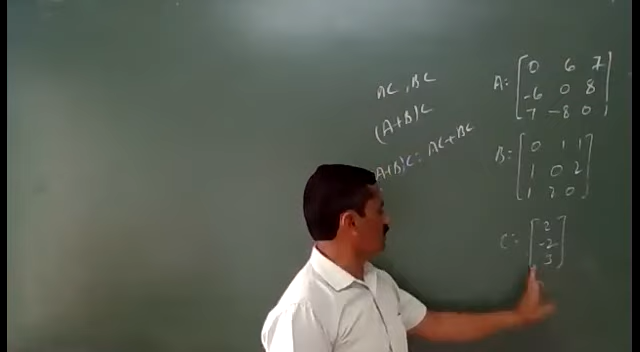 AC, BC
(A+B)C
(A+B)C: AC+BC
A: [0 6 7
-6 0 8
7 -8 0]
B: [0 1 1
1 0 2
1 2 0]
C: [2
-2
3]